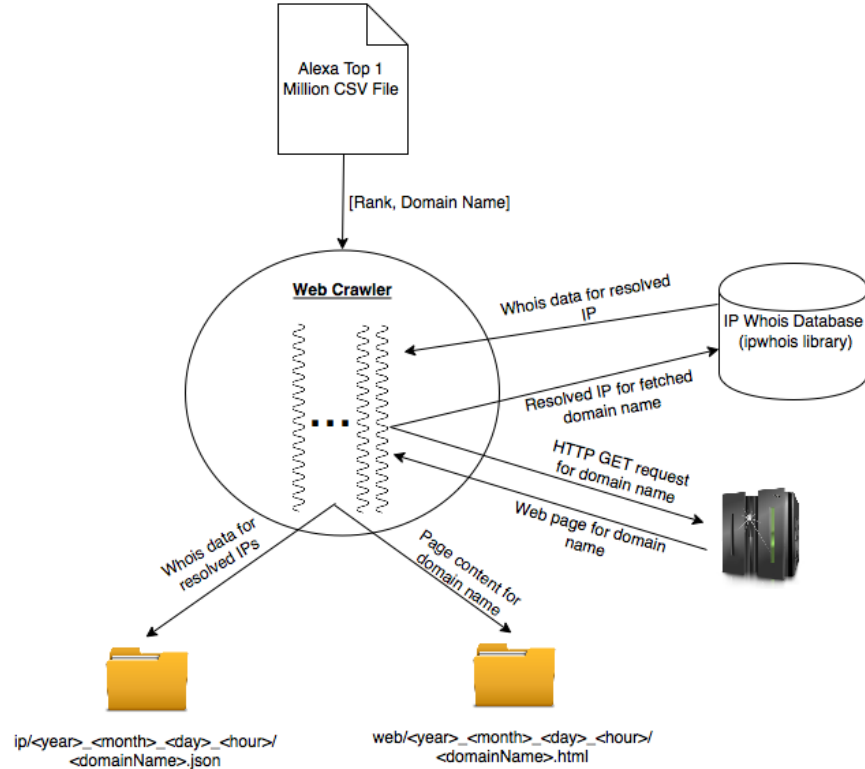 Alexa Top 1
Million CSV File
[Rank, Domain Name]
Web Crawler
Whois data for resolved
IP
IP Whois Database
(ipwhois library)
Resolved IP for fetched
domain name
HTTP GET request
for domain name
Web page for domain
name
Whois data for
resolved IPs
Page content for
domain name
ip/<year>_<month>_<day>_<hour>/
<domainName>.json
web/<year>_<month>_<day>_<hour>/
<domainName>.html